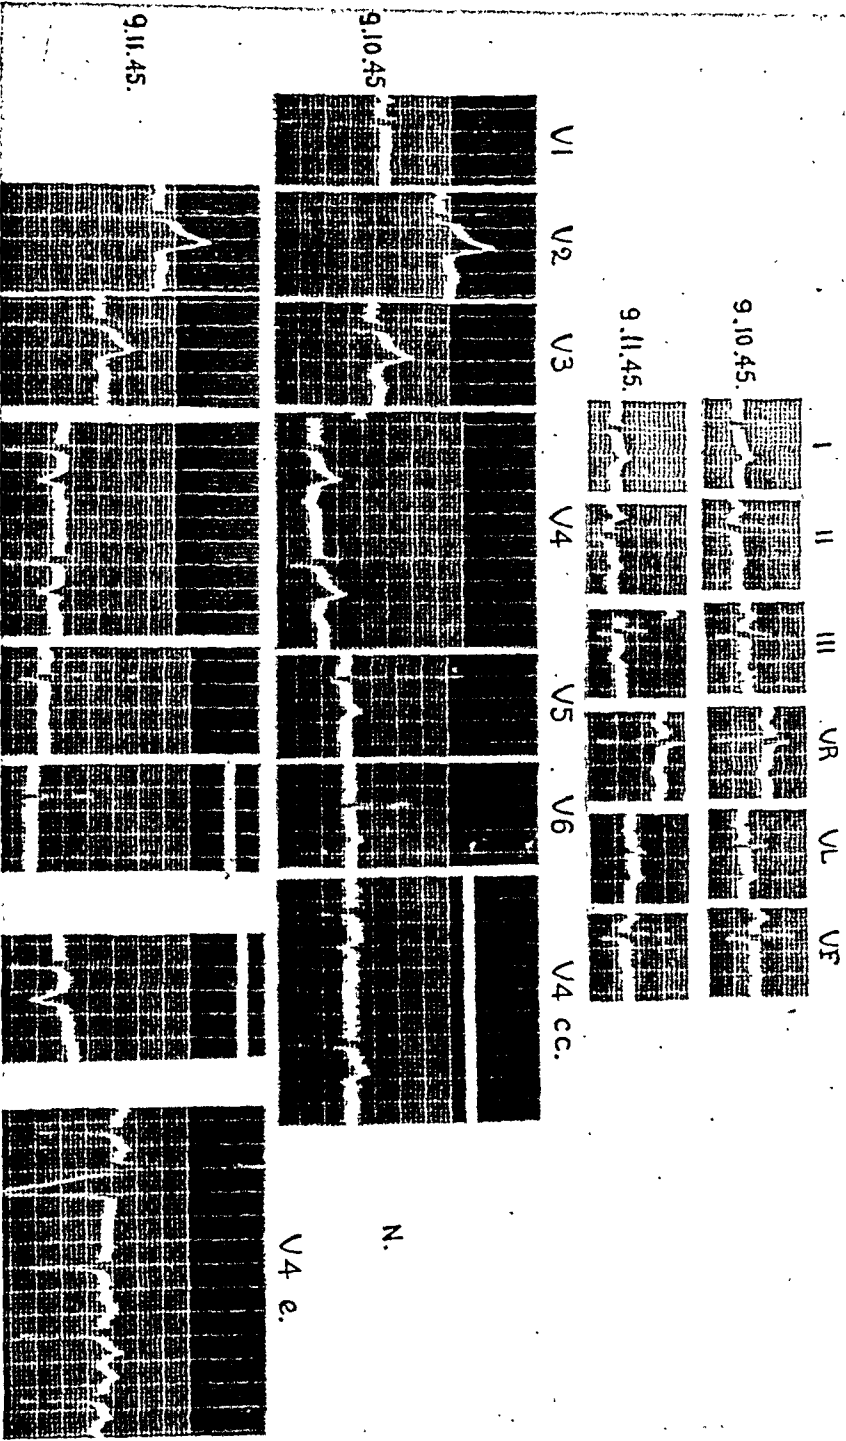 I II III VR VL VF
9.10.45.
9.11.45.
V1 V2 V3 V4 V5 V6 V4 cc.
9.10.45
N.
V4 e.
9.11.45.